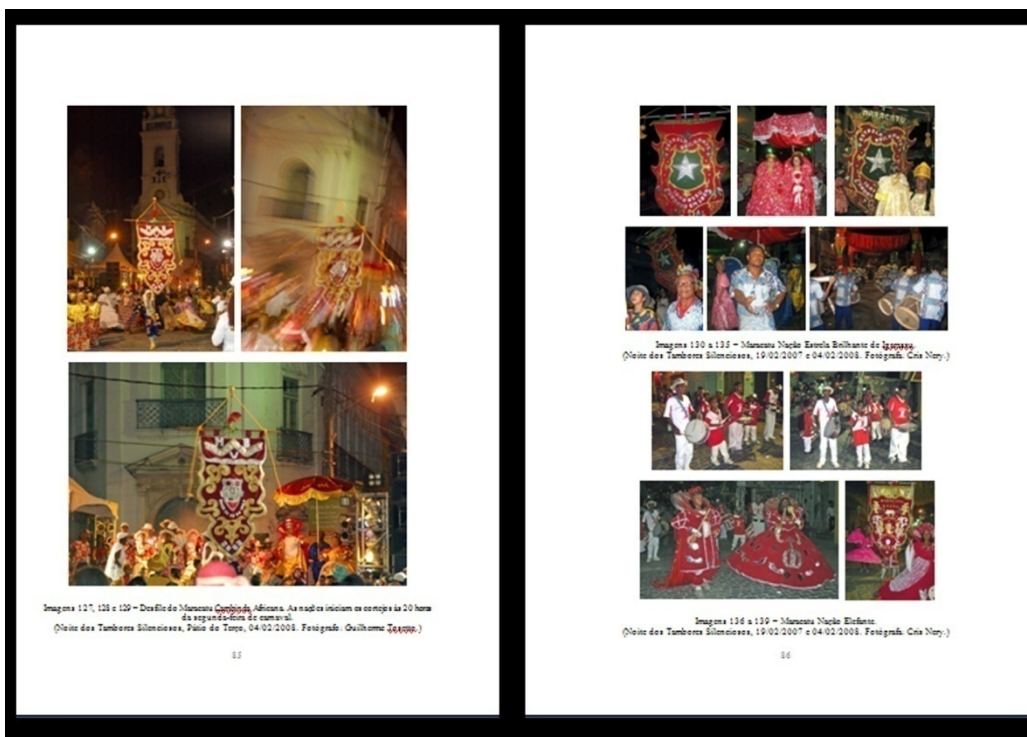 Imagens 127, 128 e 129 – Desfile do Maracatu Cambinda Africana. As nações iniciam os cortejos às 20 horas
da segunda-feira de carnaval.
(Noite dos Tambores Silenciosos, Pátio do Terço, 04/02/2008. Fotógrafo: Guilherme
85
MARACATU
Imagens 130 a 135 – Maracatu Nação Estrela Brilhante de Igarassu.
(Noite dos Tambores Silenciosos, 19/02/2007 e 04/02/2008. Fotógrafa: Cris Nery.)
Imagens 136 a 139 – Maracatu Nação Elefante.
(Noite dos Tambores Silenciosos, 19/02/2007 e 04/02/2008. Fotógrafa: Cris Nery.)
86